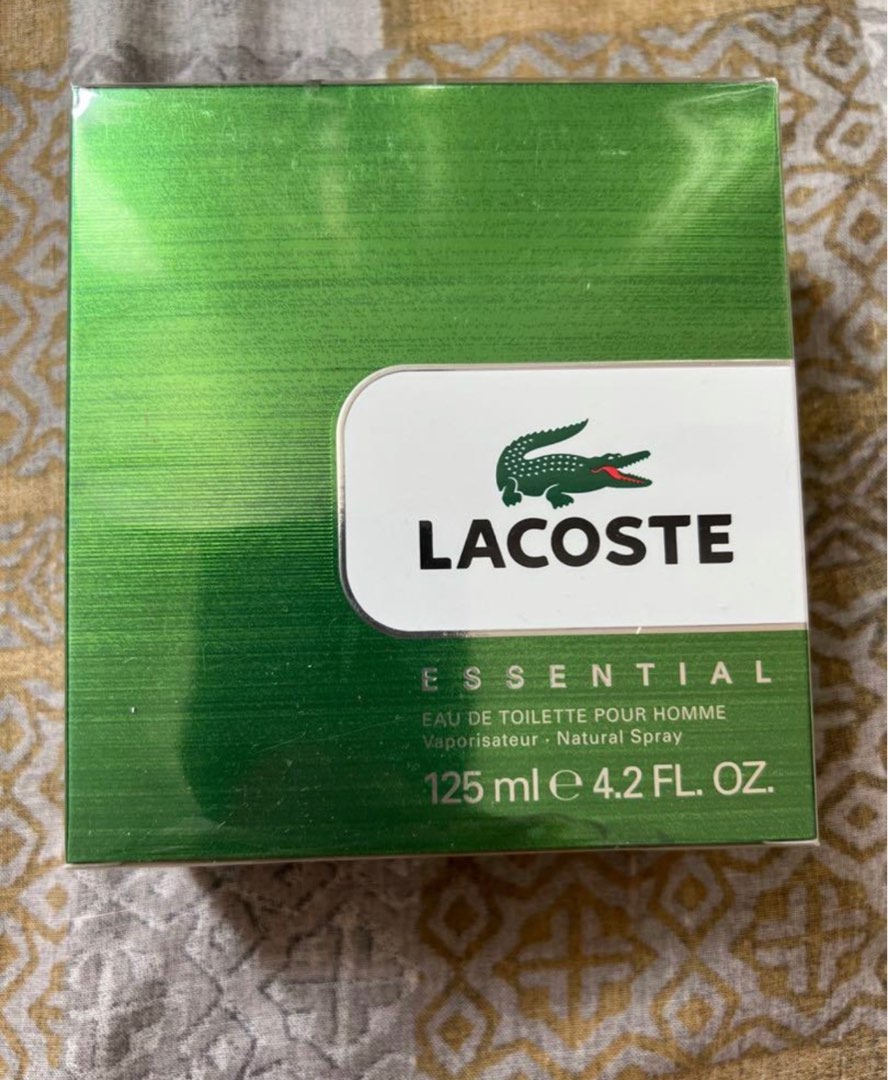 LACOSTE
ESSENTIAL
EAU DE TOILETTE POUR HOMME
Vaporisateur · Natural Spray
125 ml ℮ 4.2 FL. OZ.